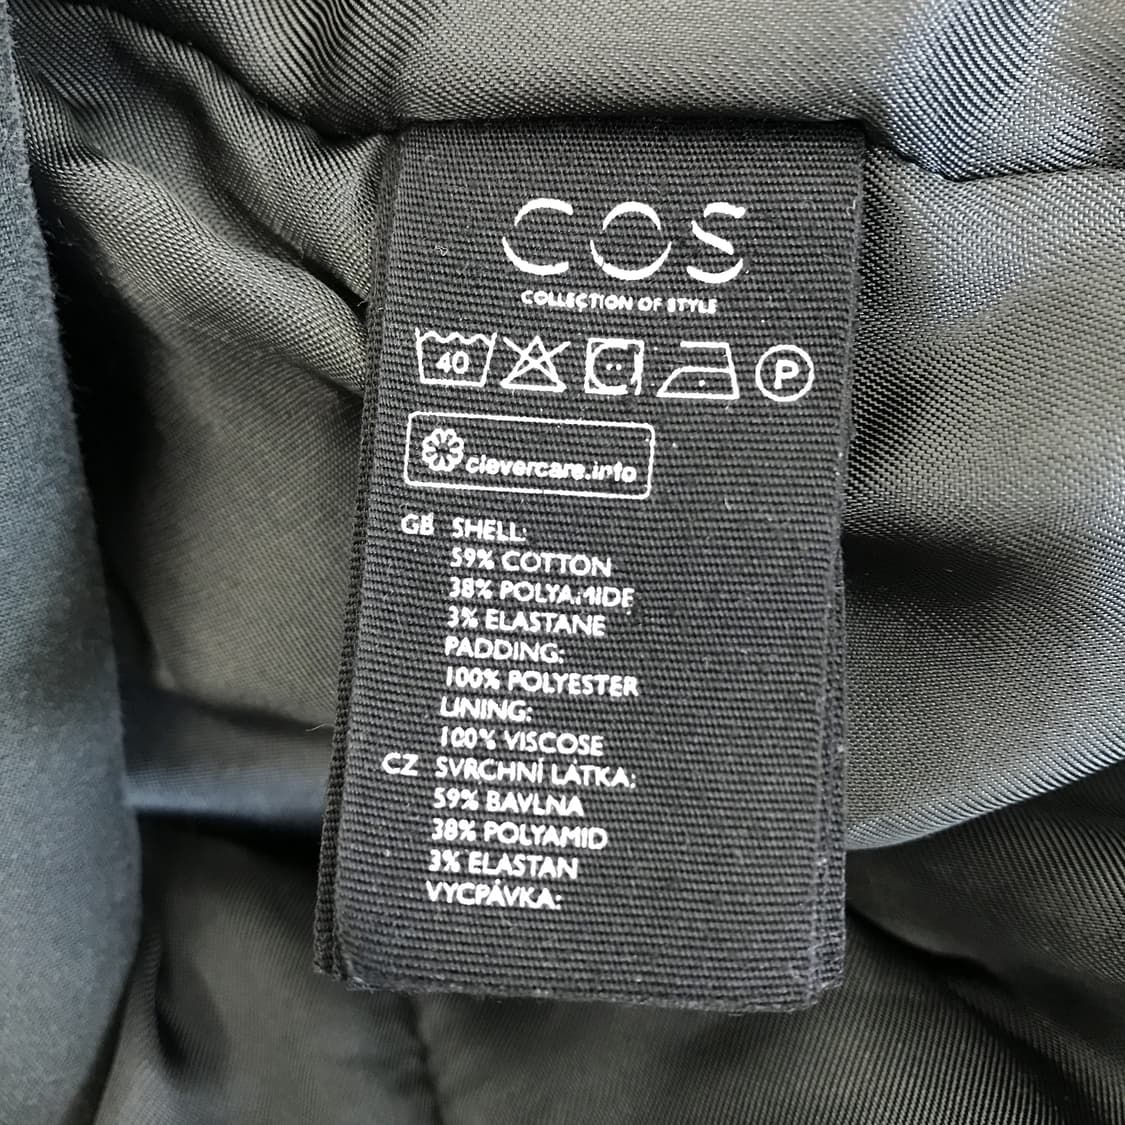 COS
COLLECTION OF STYLE
40 P
clevercare.info
GB SHELL:
59% COTTON
38% POLYAMIDE
3% ELASTANE
PADDING:
100% POLYESTER
LINING:
100% VISCOSE
CZ SVRCHNÍ LÁTKA:
59% BAVLNA
38% POLYAMID
3% ELASTAN
VYCPÁVKA: